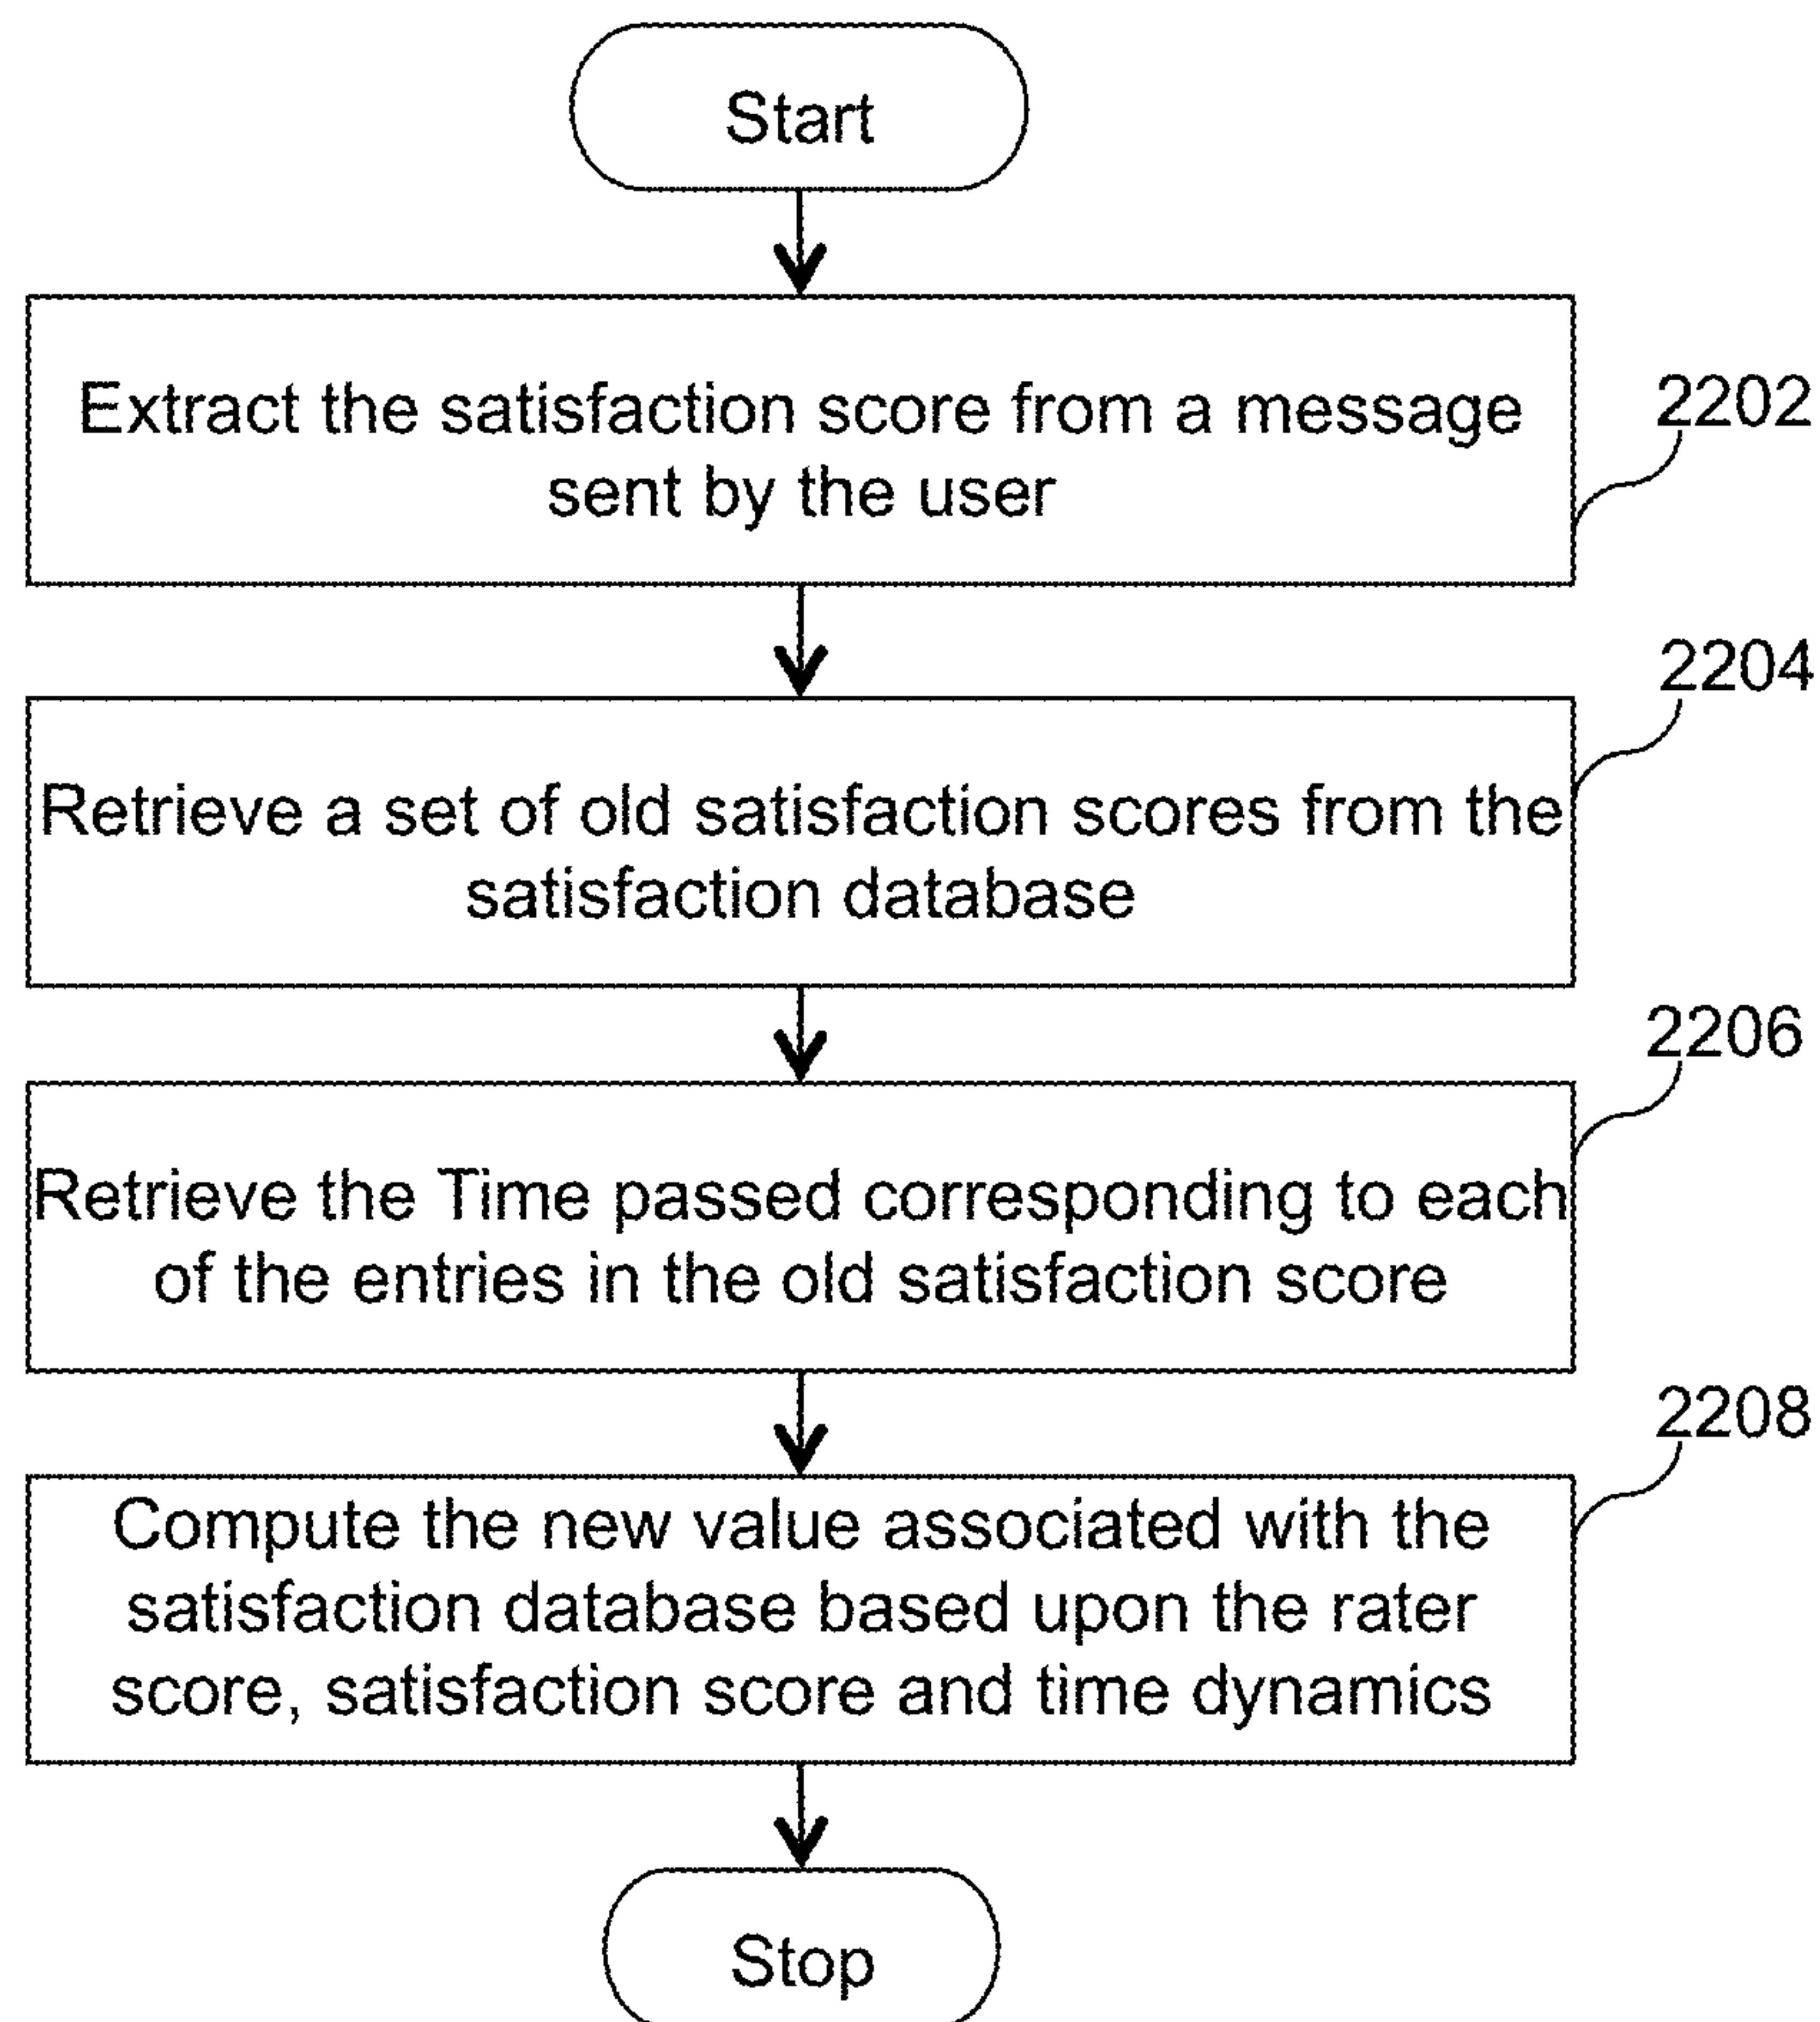 Start
Extract the satisfaction score from a message
sent by the user
2202
2204
Retrieve a set of old satisfaction scores from the
satisfaction database
2206
Retrieve the Time passed corresponding to each
of the entries in the old satisfaction score
2208
Compute the new value associated with the
satisfaction database based upon the rater
score, satisfaction score and time dynamics
Stop